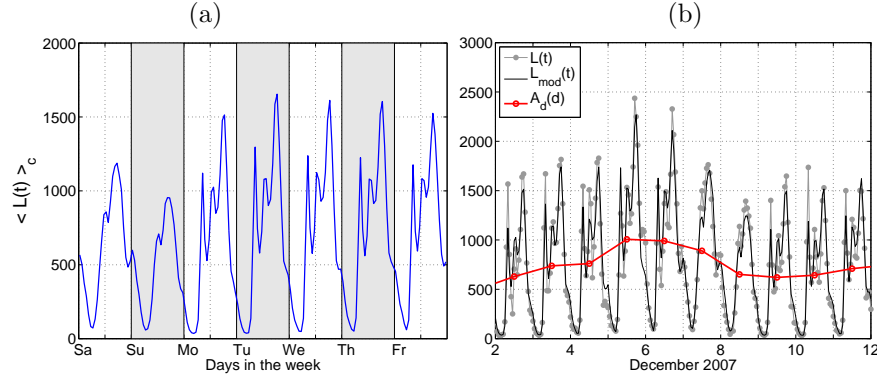 (a)
(b)
2000
1500
1000
500
0
< L(t) >c
Sa Su Mo Tu We Th Fr
Days in the week
3000
2500
2000
1500
1000
500
0
L(t)
Lmod(t)
Ad(d)
2 4 6 8 10 12
December 2007